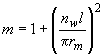 m = 1 + (n_w l / π r_m)^2